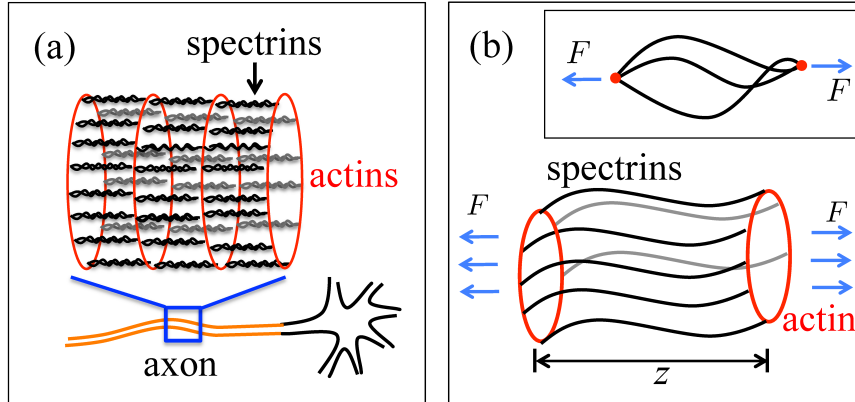 (a)
spectrins
actins
axon
(b)
F
F
spectrins
F
F
actin
z